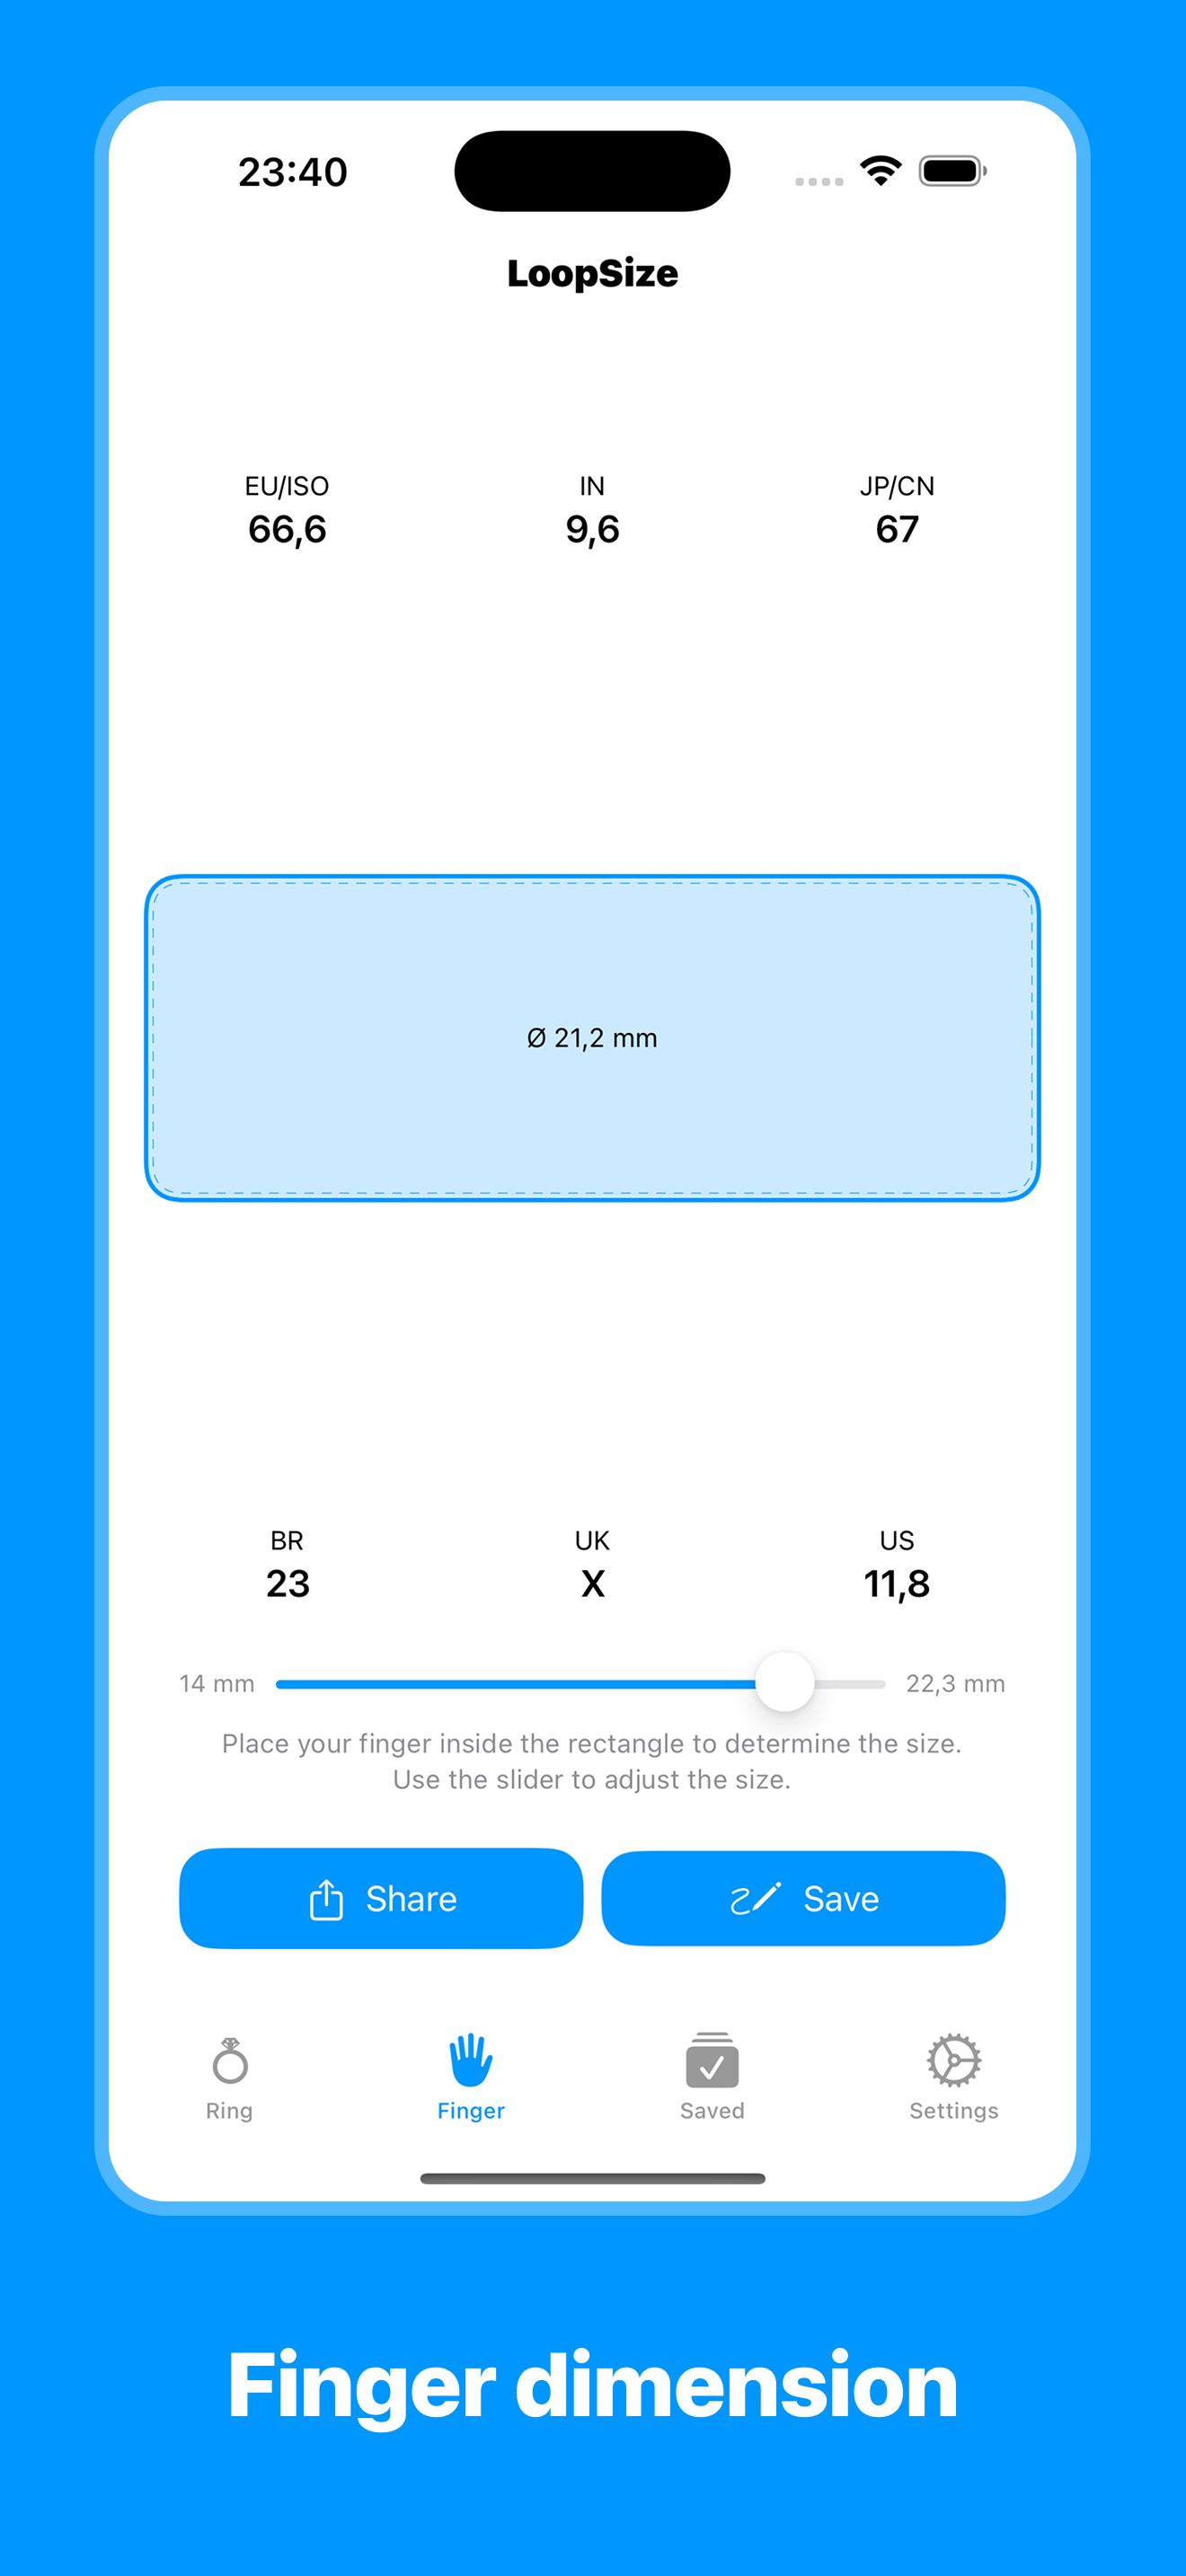 23:40
LoopSize
EU/ISO IN JP/CN
66,6 9,6 67
Ø 21,2 mm
BR UK US
23 X 11,8
14 mm 22,3 mm
Place your finger inside the rectangle to determine the size.
Use the slider to adjust the size.
Share Save
Ring Finger Saved Settings
Finger dimension